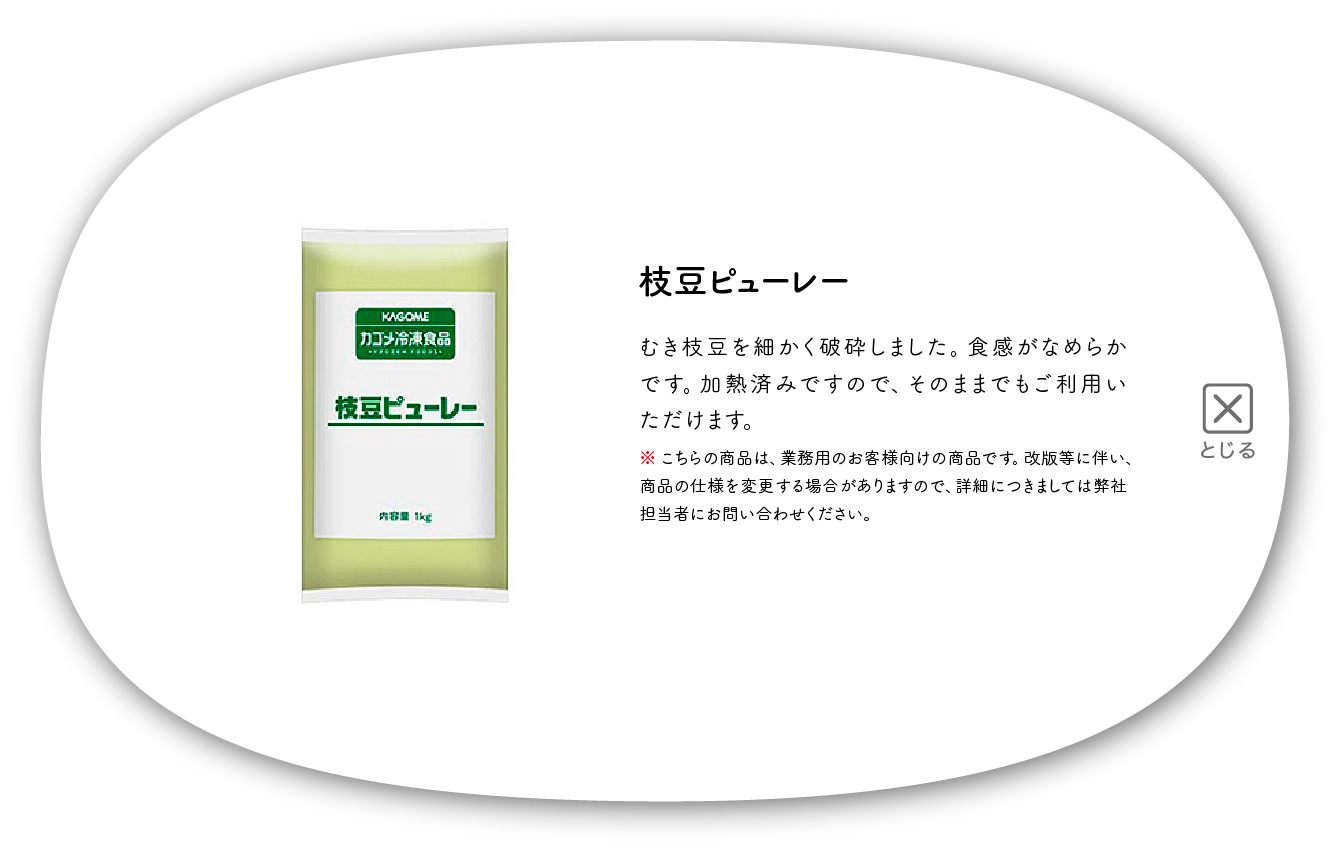 KAGOME
カゴメ冷凍食品
・FROZEN FOODS・
枝豆ピューレー
内容量 1kg
枝豆ピューレー
むき枝豆を細かく破砕しました。食感がなめらか
です。加熱済みですので、そのままでもご利用い
ただけます。
※ こちらの商品は、業務用のお客様向けの商品です。改版等に伴い、
商品の仕様を変更する場合がありますので、詳細につきましては弊社
担当者にお問い合わせください。
とじる